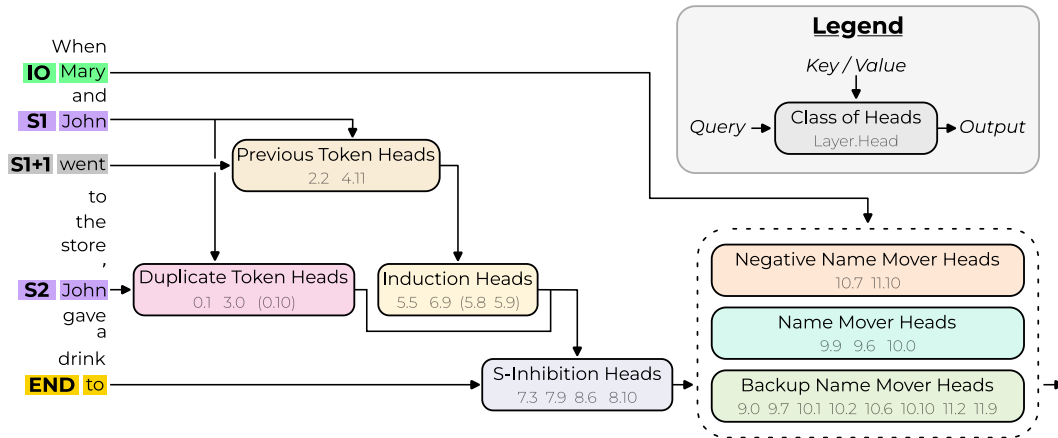 When
IO Mary
and
S1 John
S1+1 went
to
the
store
,
S2 John
gave
a
drink
END to
Previous Token Heads
2.2 4.11
Duplicate Token Heads
0.1 3.0 (0.10)
Induction Heads
5.5 6.9 (5.8 5.9)
S-Inhibition Heads
7.3 7.9 8.6 8.10
Negative Name Mover Heads
10.7 11.10
Name Mover Heads
9.9 9.6 10.0
Backup Name Mover Heads
9.0 9.7 10.1 10.2 10.6 10.10 11.2 11.9
Legend
Key / Value
Query
Class of Heads
Layer.Head
Output